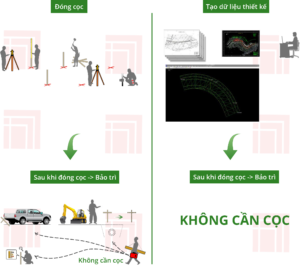 Đóng cọc
Tạo dữ liệu thiết kế
Sau khi đóng cọc -> Bảo trì
Sau khi đóng cọc -> Bảo trì
KHÔNG CẦN CỌC
Không cần cọc